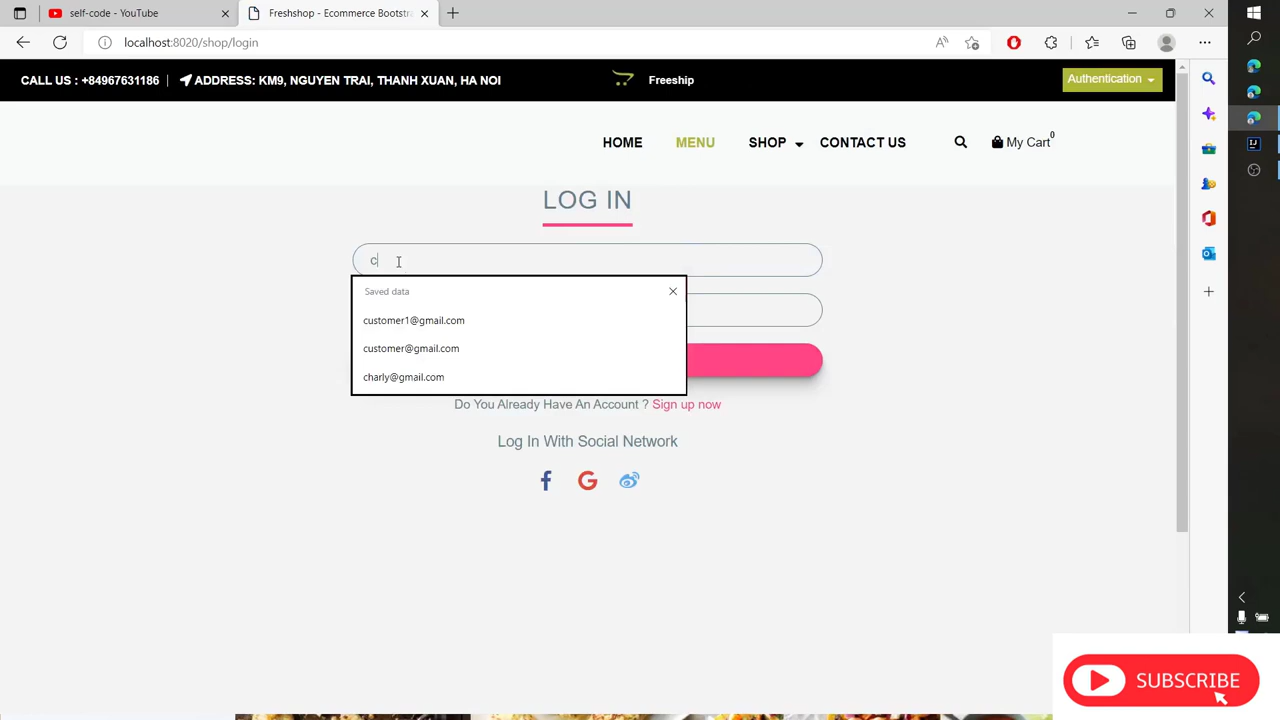 self-code - YouTube
Freshshop - Ecommerce Bootstra
localhost:8020/shop/login
CALL US : +84967631186 | ADDRESS: KM9, NGUYEN TRAI, THANH XUAN, HA NOI
Freeship
Authentication
HOME MENU SHOP CONTACT US My Cart 0
LOG IN
c
Saved data
customer1@gmail.com
customer@gmail.com
charly@gmail.com
Do You Already Have An Account ? Sign up now
Log In With Social Network
SUBSCRIBE